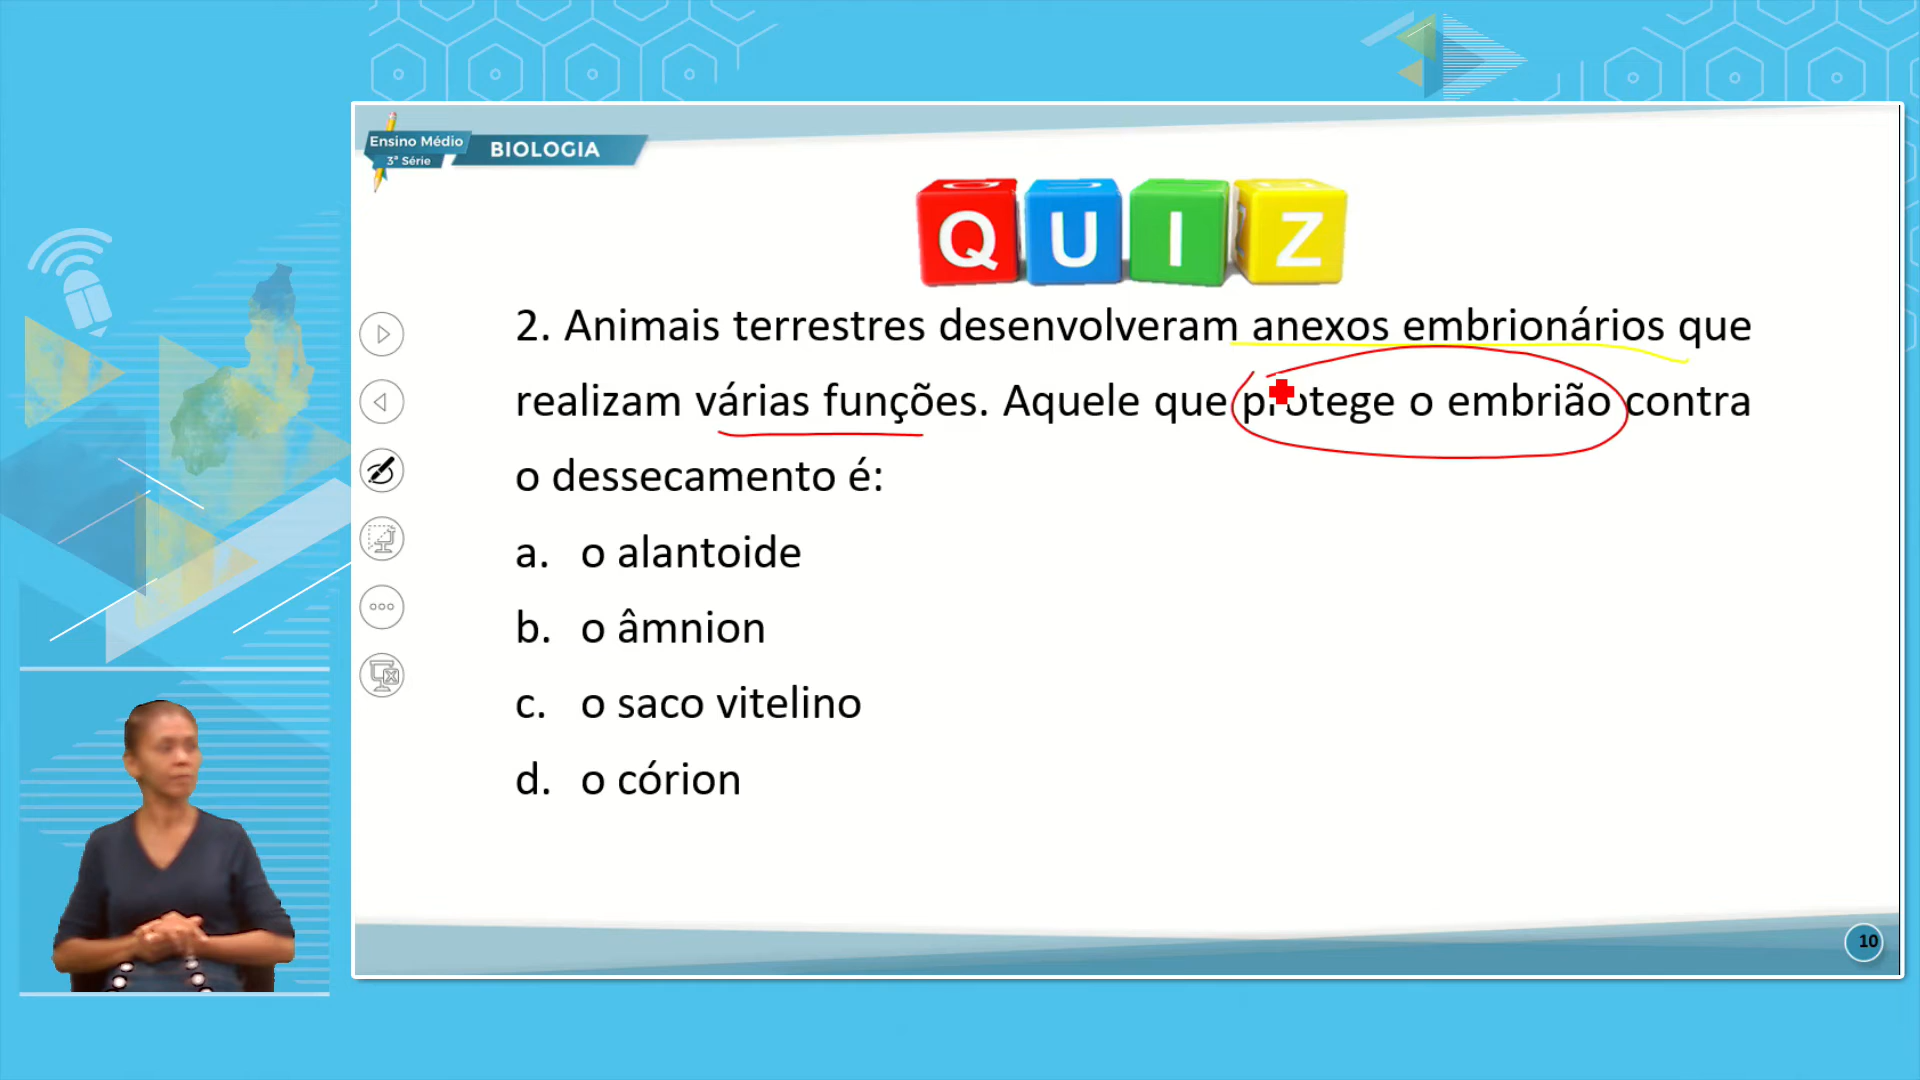 Ensino Médio
3ª Série
BIOLOGIA
QUIZ
2. Animais terrestres desenvolveram anexos embrionários que
realizam várias funções. Aquele que protege o embrião contra
o dessecamento é:
a. o alantoide
b. o âmnion
c. o saco vitelino
d. o córion
10